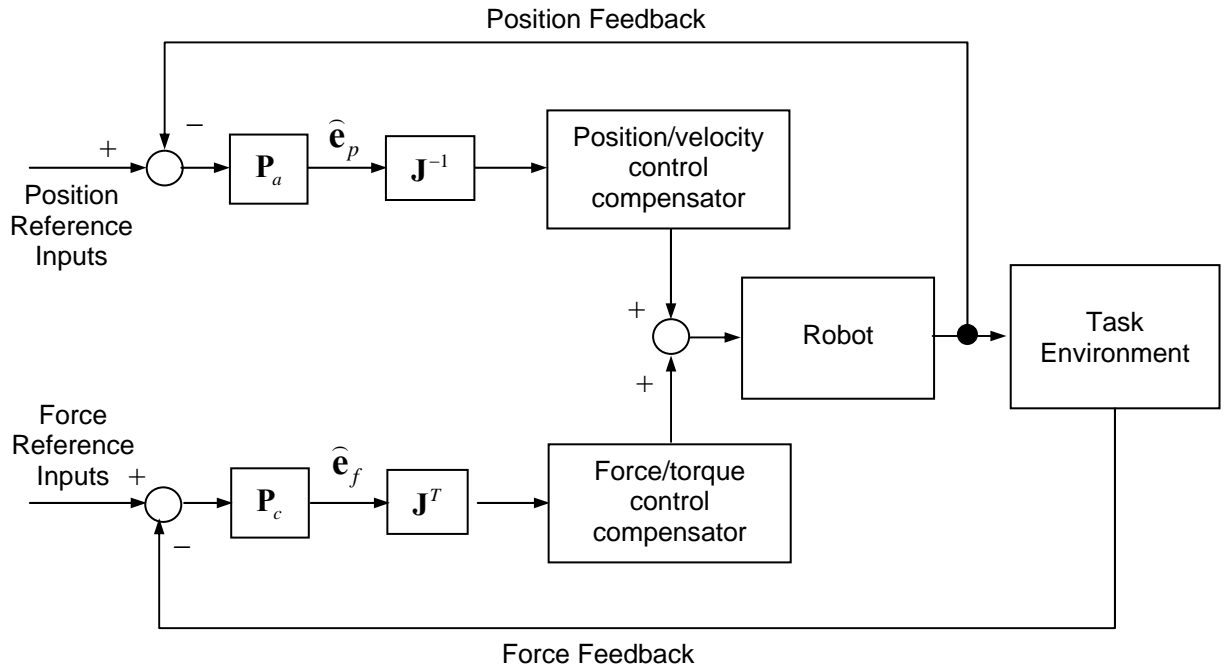 Position Feedback
−
+
Position
Reference
Inputs
P_a
ê_p
J^{-1}
Position/velocity
control
compensator
+
+
Robot
Task
Environment
Force
Reference
Inputs
+
−
P_c
ê_f
J^T
Force/torque
control
compensator
Force Feedback